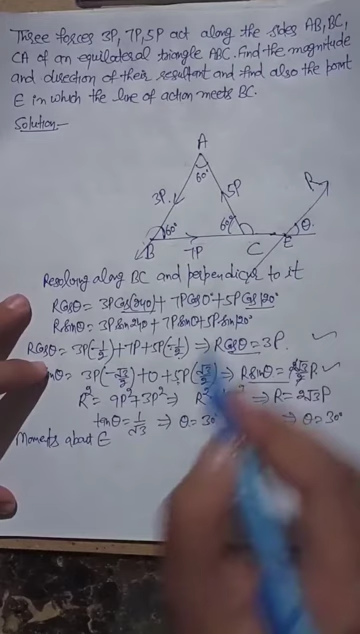 Three forces 3P, 7P, 5P act along the sides AB, BC,
CA of an equilateral triangle ABC. Find the magnitude
and direction of their resultant and find also the point
E in which the line of action meets BC.
Solution:-
A
60°
3P
5P
R
60°
60°
θ
B
7P
C
E
Resolving along BC and perpendicular to it
Rcosθ = 3Pcos(240) + 7Pcos0° + 5Pcos120°
Rsinθ = 3Psin240 + 7Psin0 + 5Psin120°
Rcosθ = 3P(-1/2) + 7P + 5P(-1/2) ⇒ Rcosθ = 3P.
inθ = 3P(-√3/2) + 0 + 5P(√3/2) ⇒ Rsinθ =
R² = 9P² + 3P² ⇒ R² ⇒ R = 2√3P
tanθ = 1/√3 ⇒ θ = 30° ⇒ θ = 30°
Moments about E